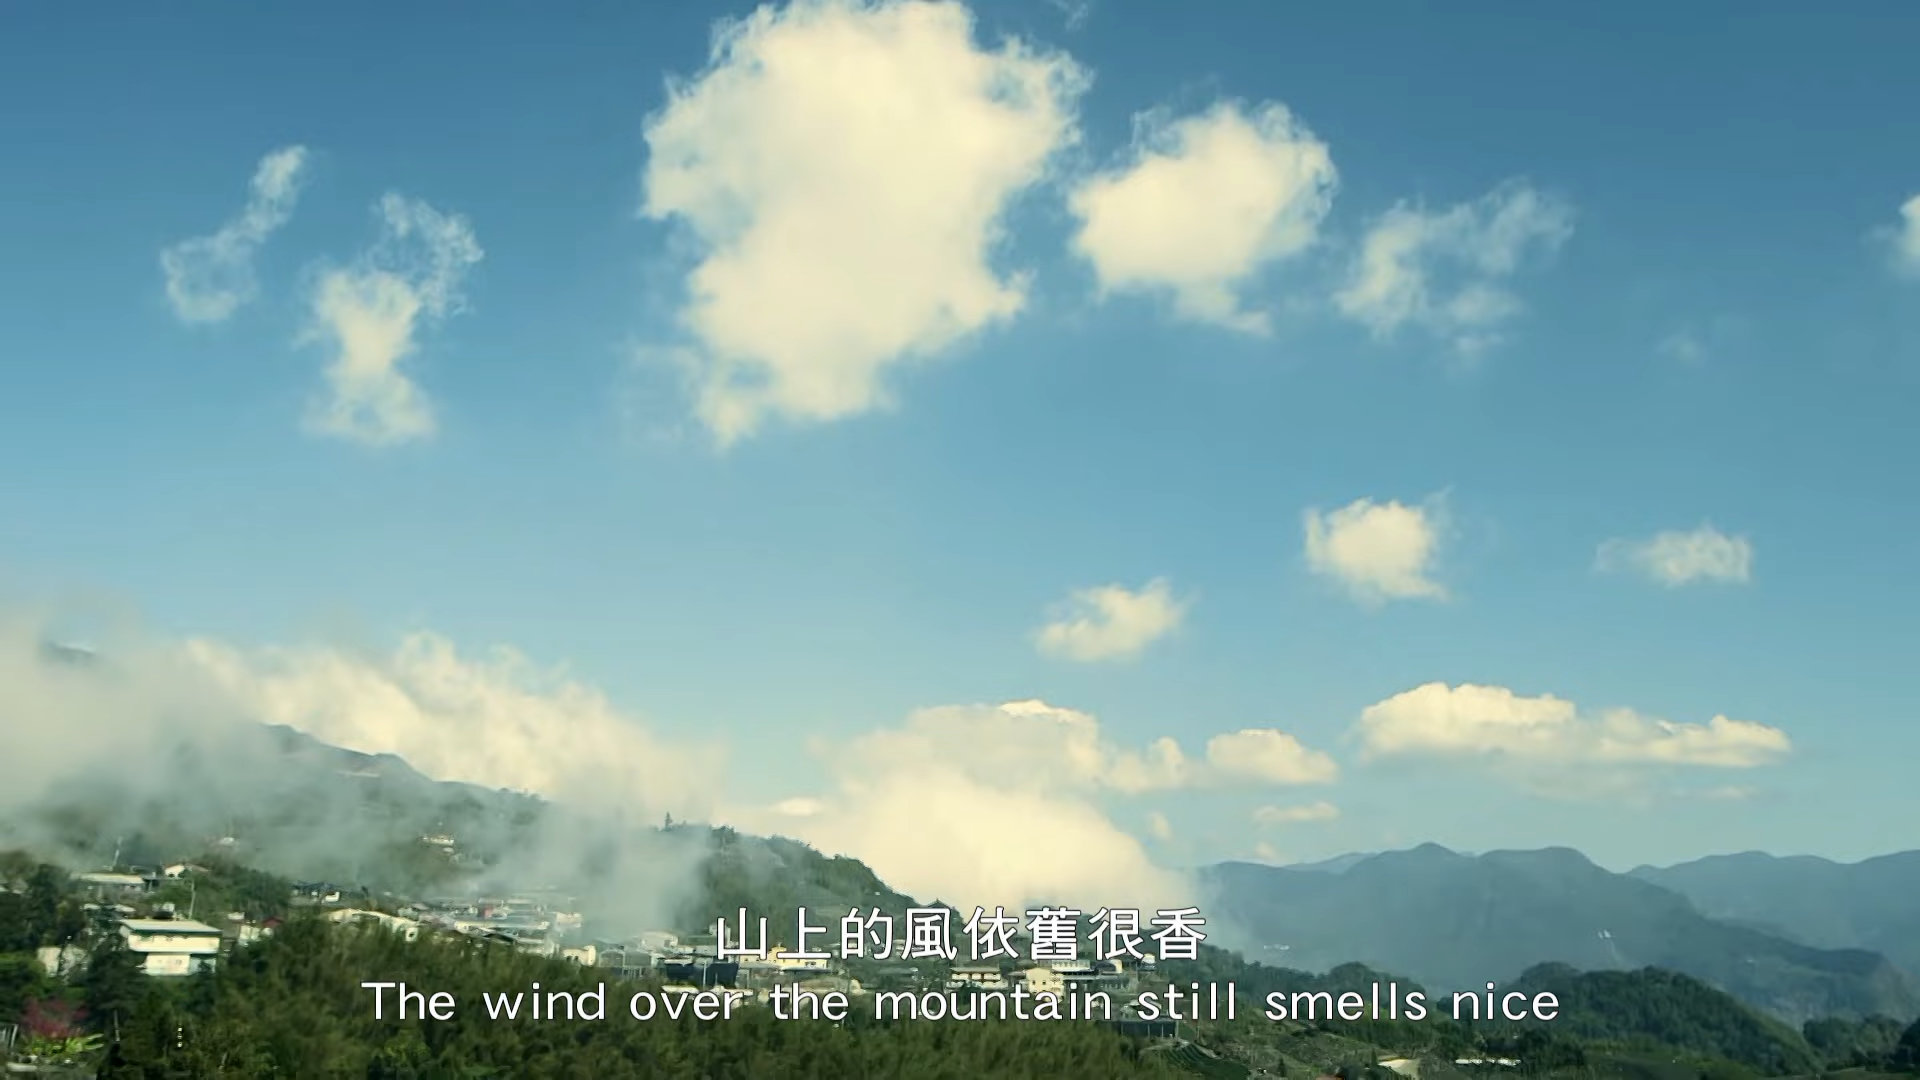 山上的風依舊很香
The wind over the mountain still smells nice